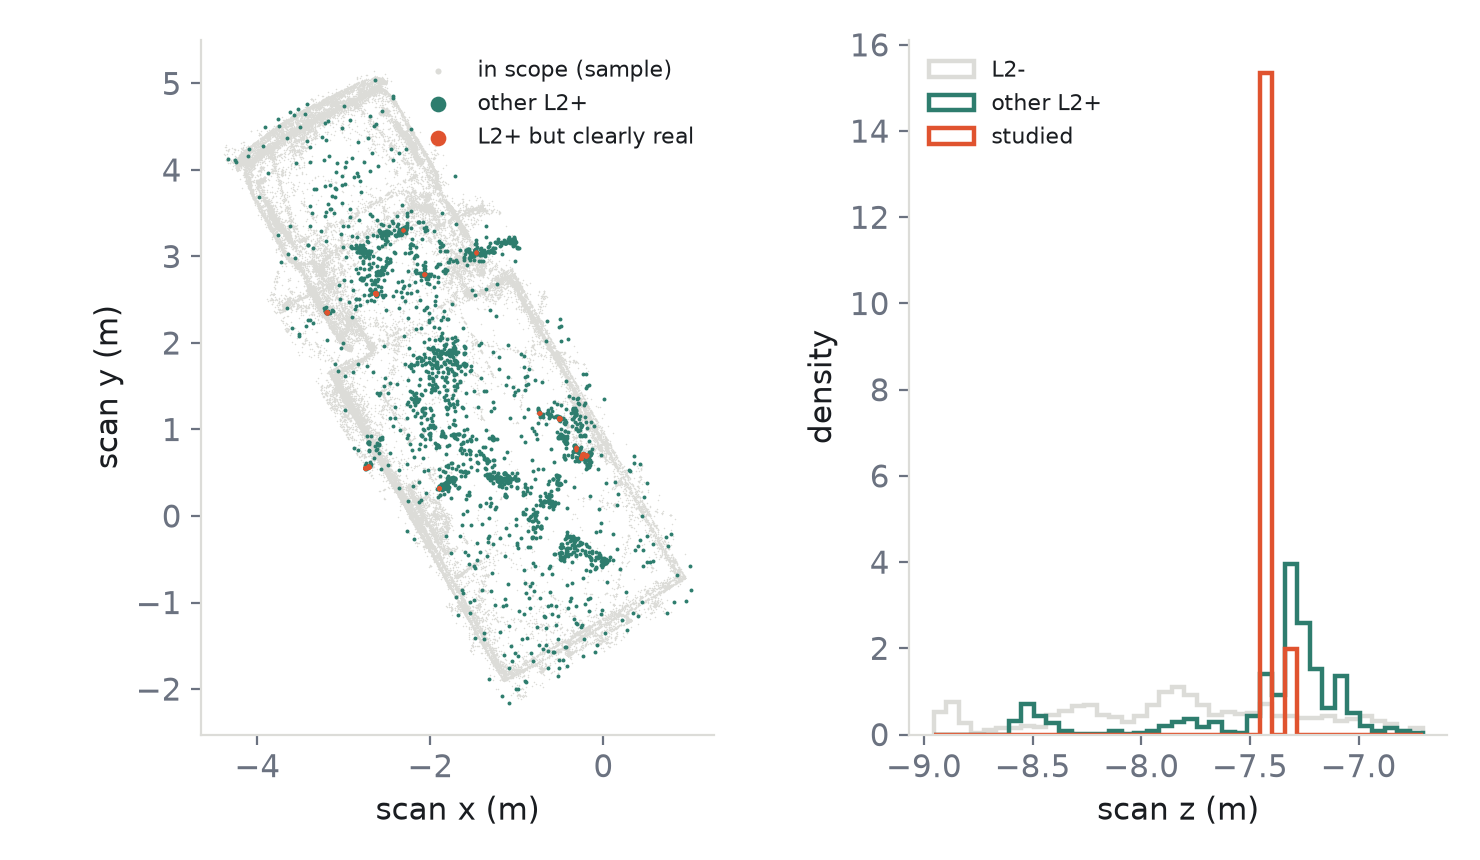 in scope (sample)
other L2+
L2+ but clearly real
5
4
3
2
1
0
−1
−2
−4
−2
0
scan x (m)
scan y (m)
L2-
other L2+
studied
16
14
12
10
8
6
4
2
0
−9.0
−8.5
−8.0
−7.5
−7.0
scan z (m)
density